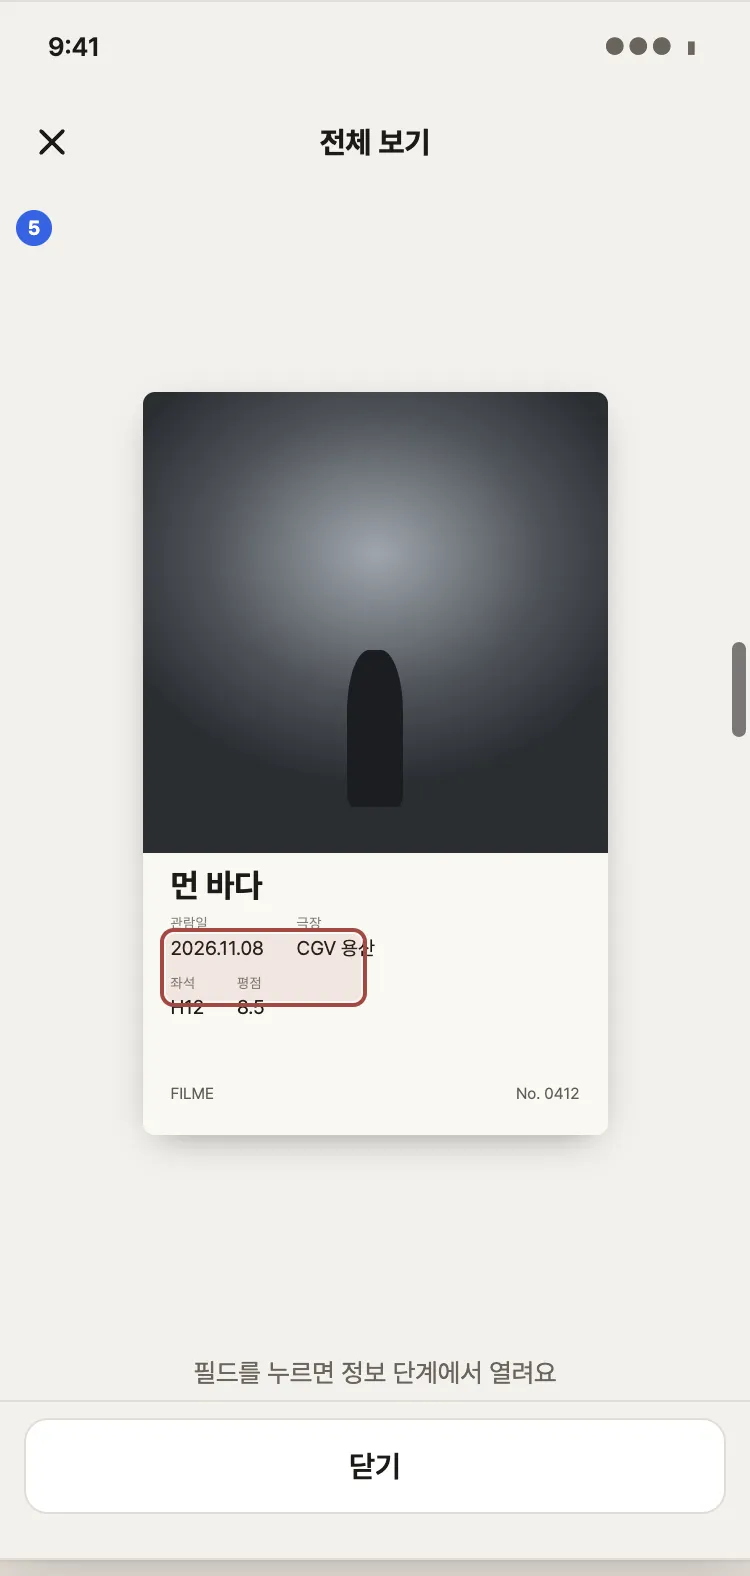 9:41
전체 보기
5
먼 바다
관람일 극장
2026.11.08 CGV 용산
좌석 평점
H12 8.5
FILME No. 0412
필드를 누르면 정보 단계에서 열려요
닫기